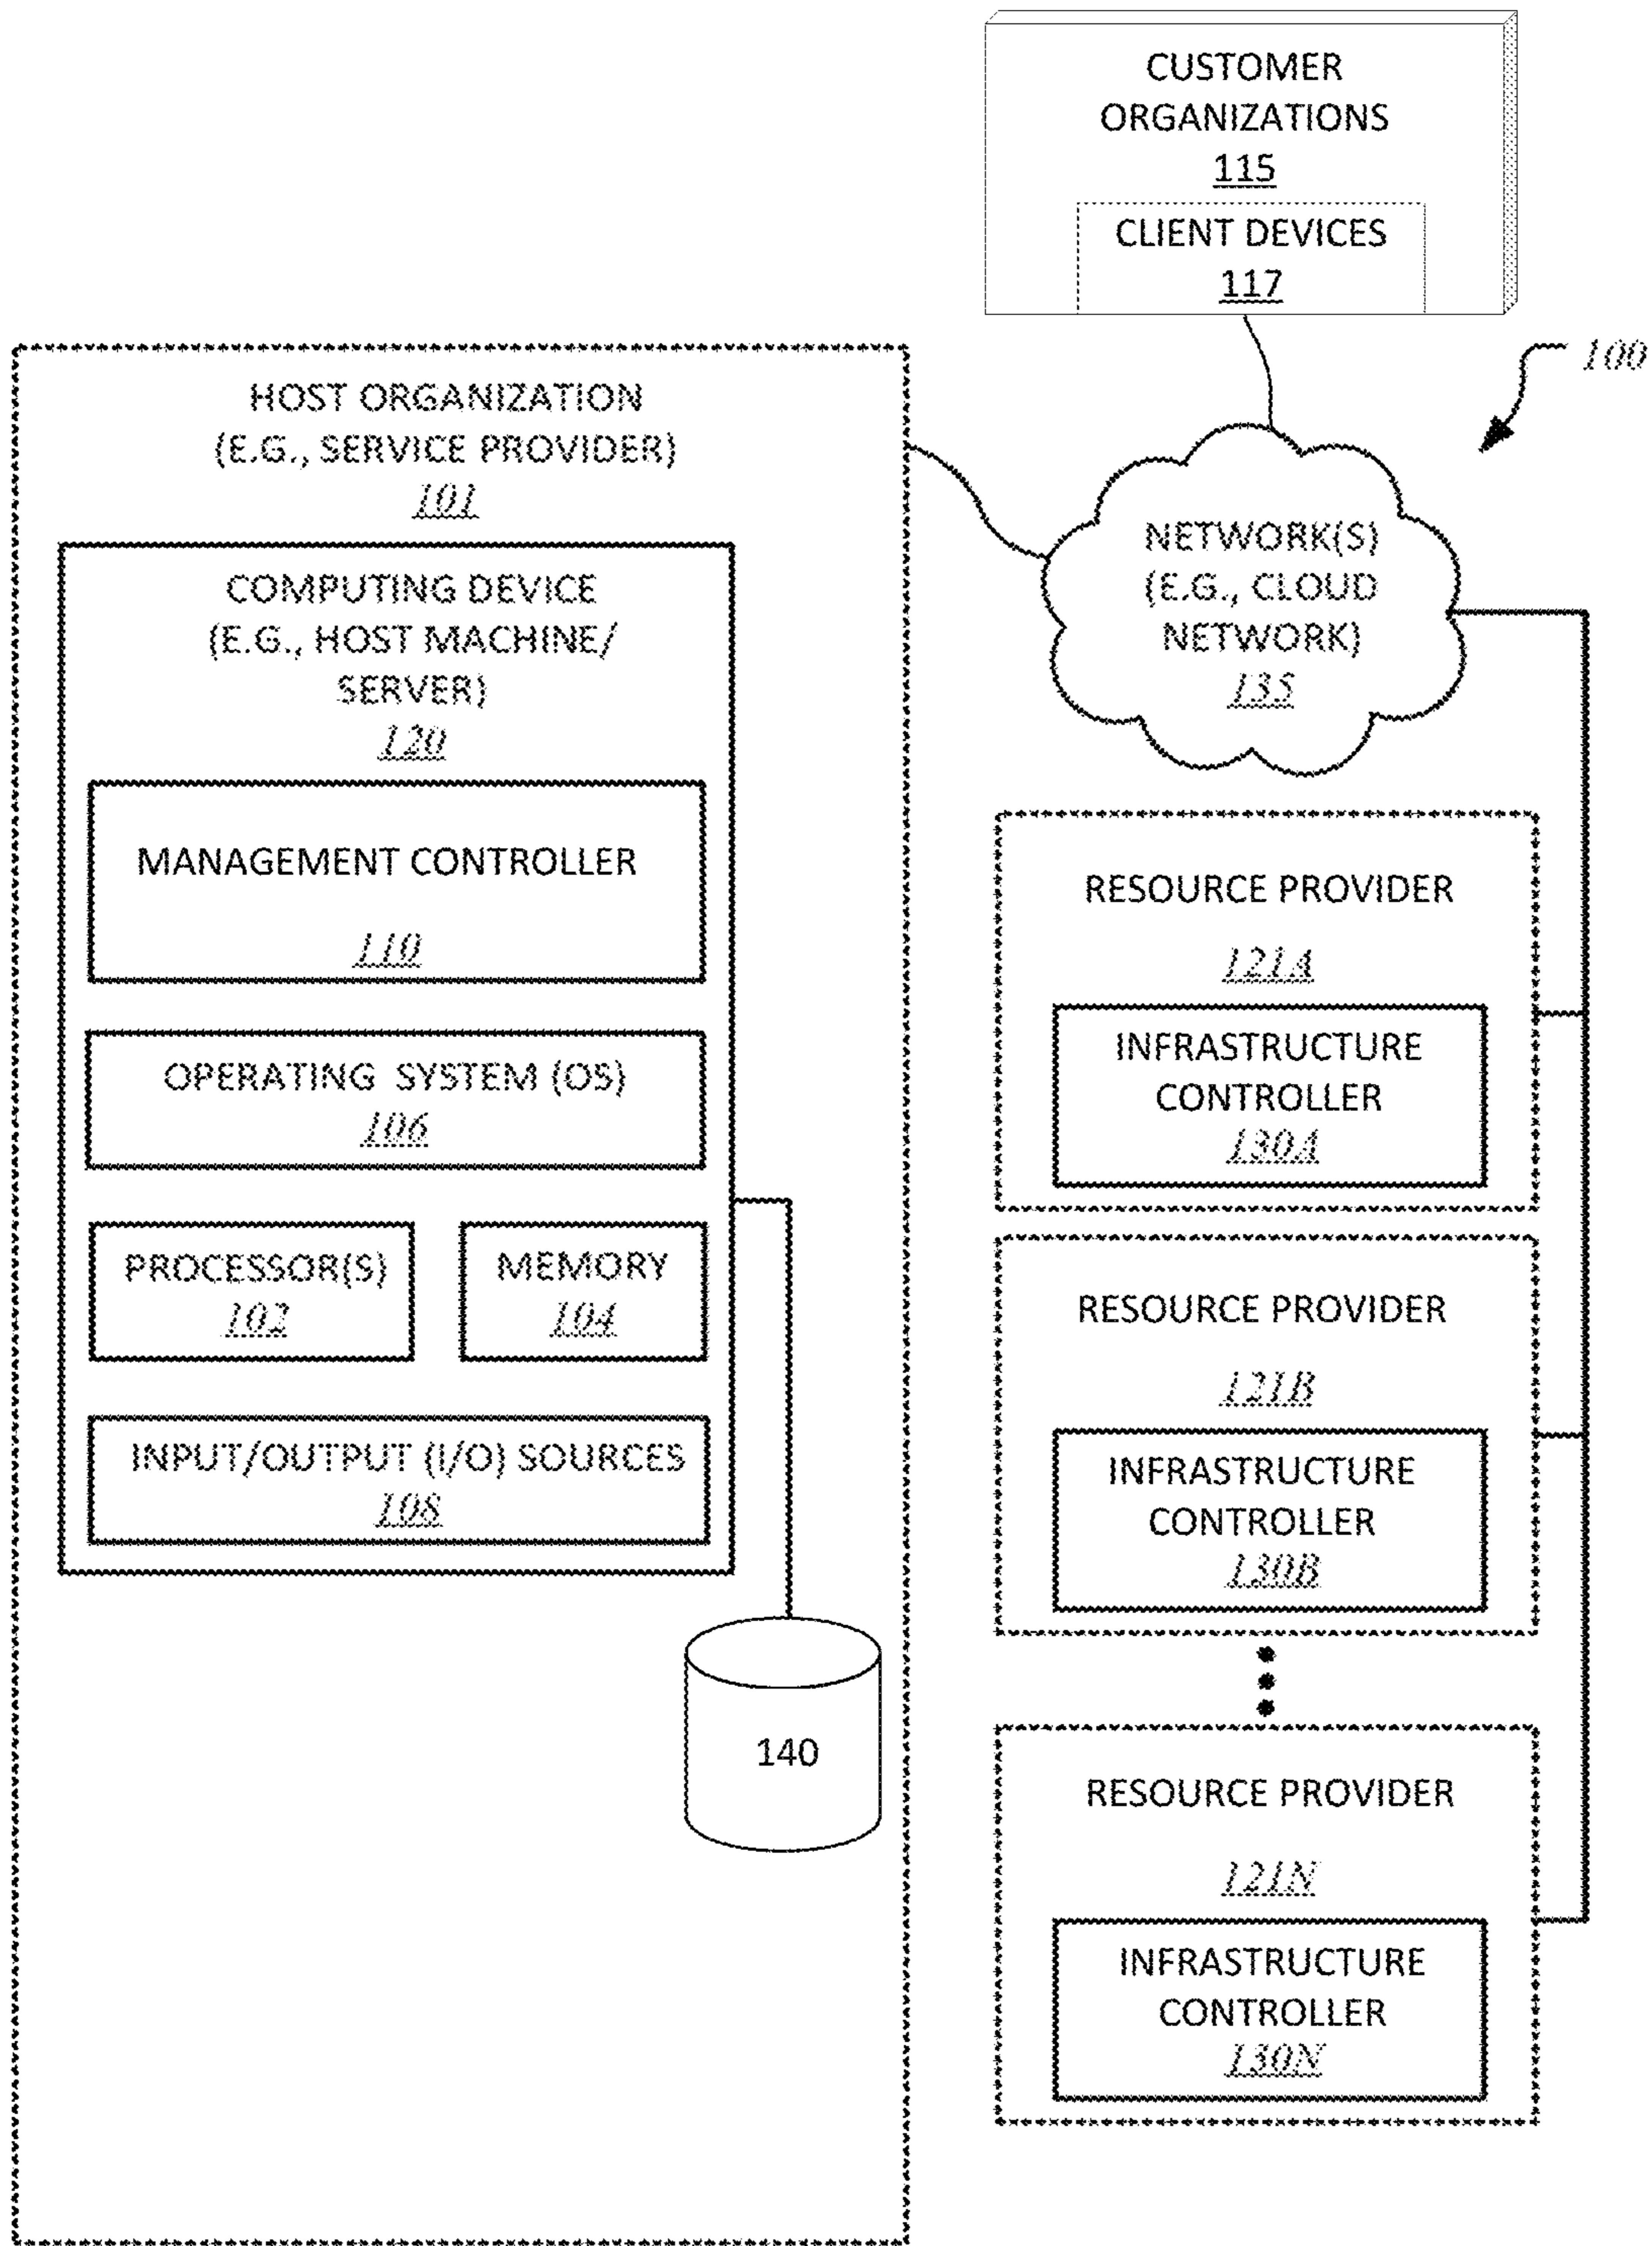 CUSTOMER
ORGANIZATIONS
115
CLIENT DEVICES
117
100
HOST ORGANIZATION
(E.G., SERVICE PROVIDER)
101
COMPUTING DEVICE
(E.G., HOST MACHINE/
SERVER)
120
MANAGEMENT CONTROLLER
110
OPERATING SYSTEM (OS)
106
PROCESSOR(S)
102
MEMORY
104
INPUT/OUTPUT (I/O) SOURCES
108
140
NETWORK(S)
(E.G., CLOUD
NETWORK)
135
RESOURCE PROVIDER
121A
INFRASTRUCTURE
CONTROLLER
130A
RESOURCE PROVIDER
121B
INFRASTRUCTURE
CONTROLLER
130B
RESOURCE PROVIDER
121N
INFRASTRUCTURE
CONTROLLER
130N